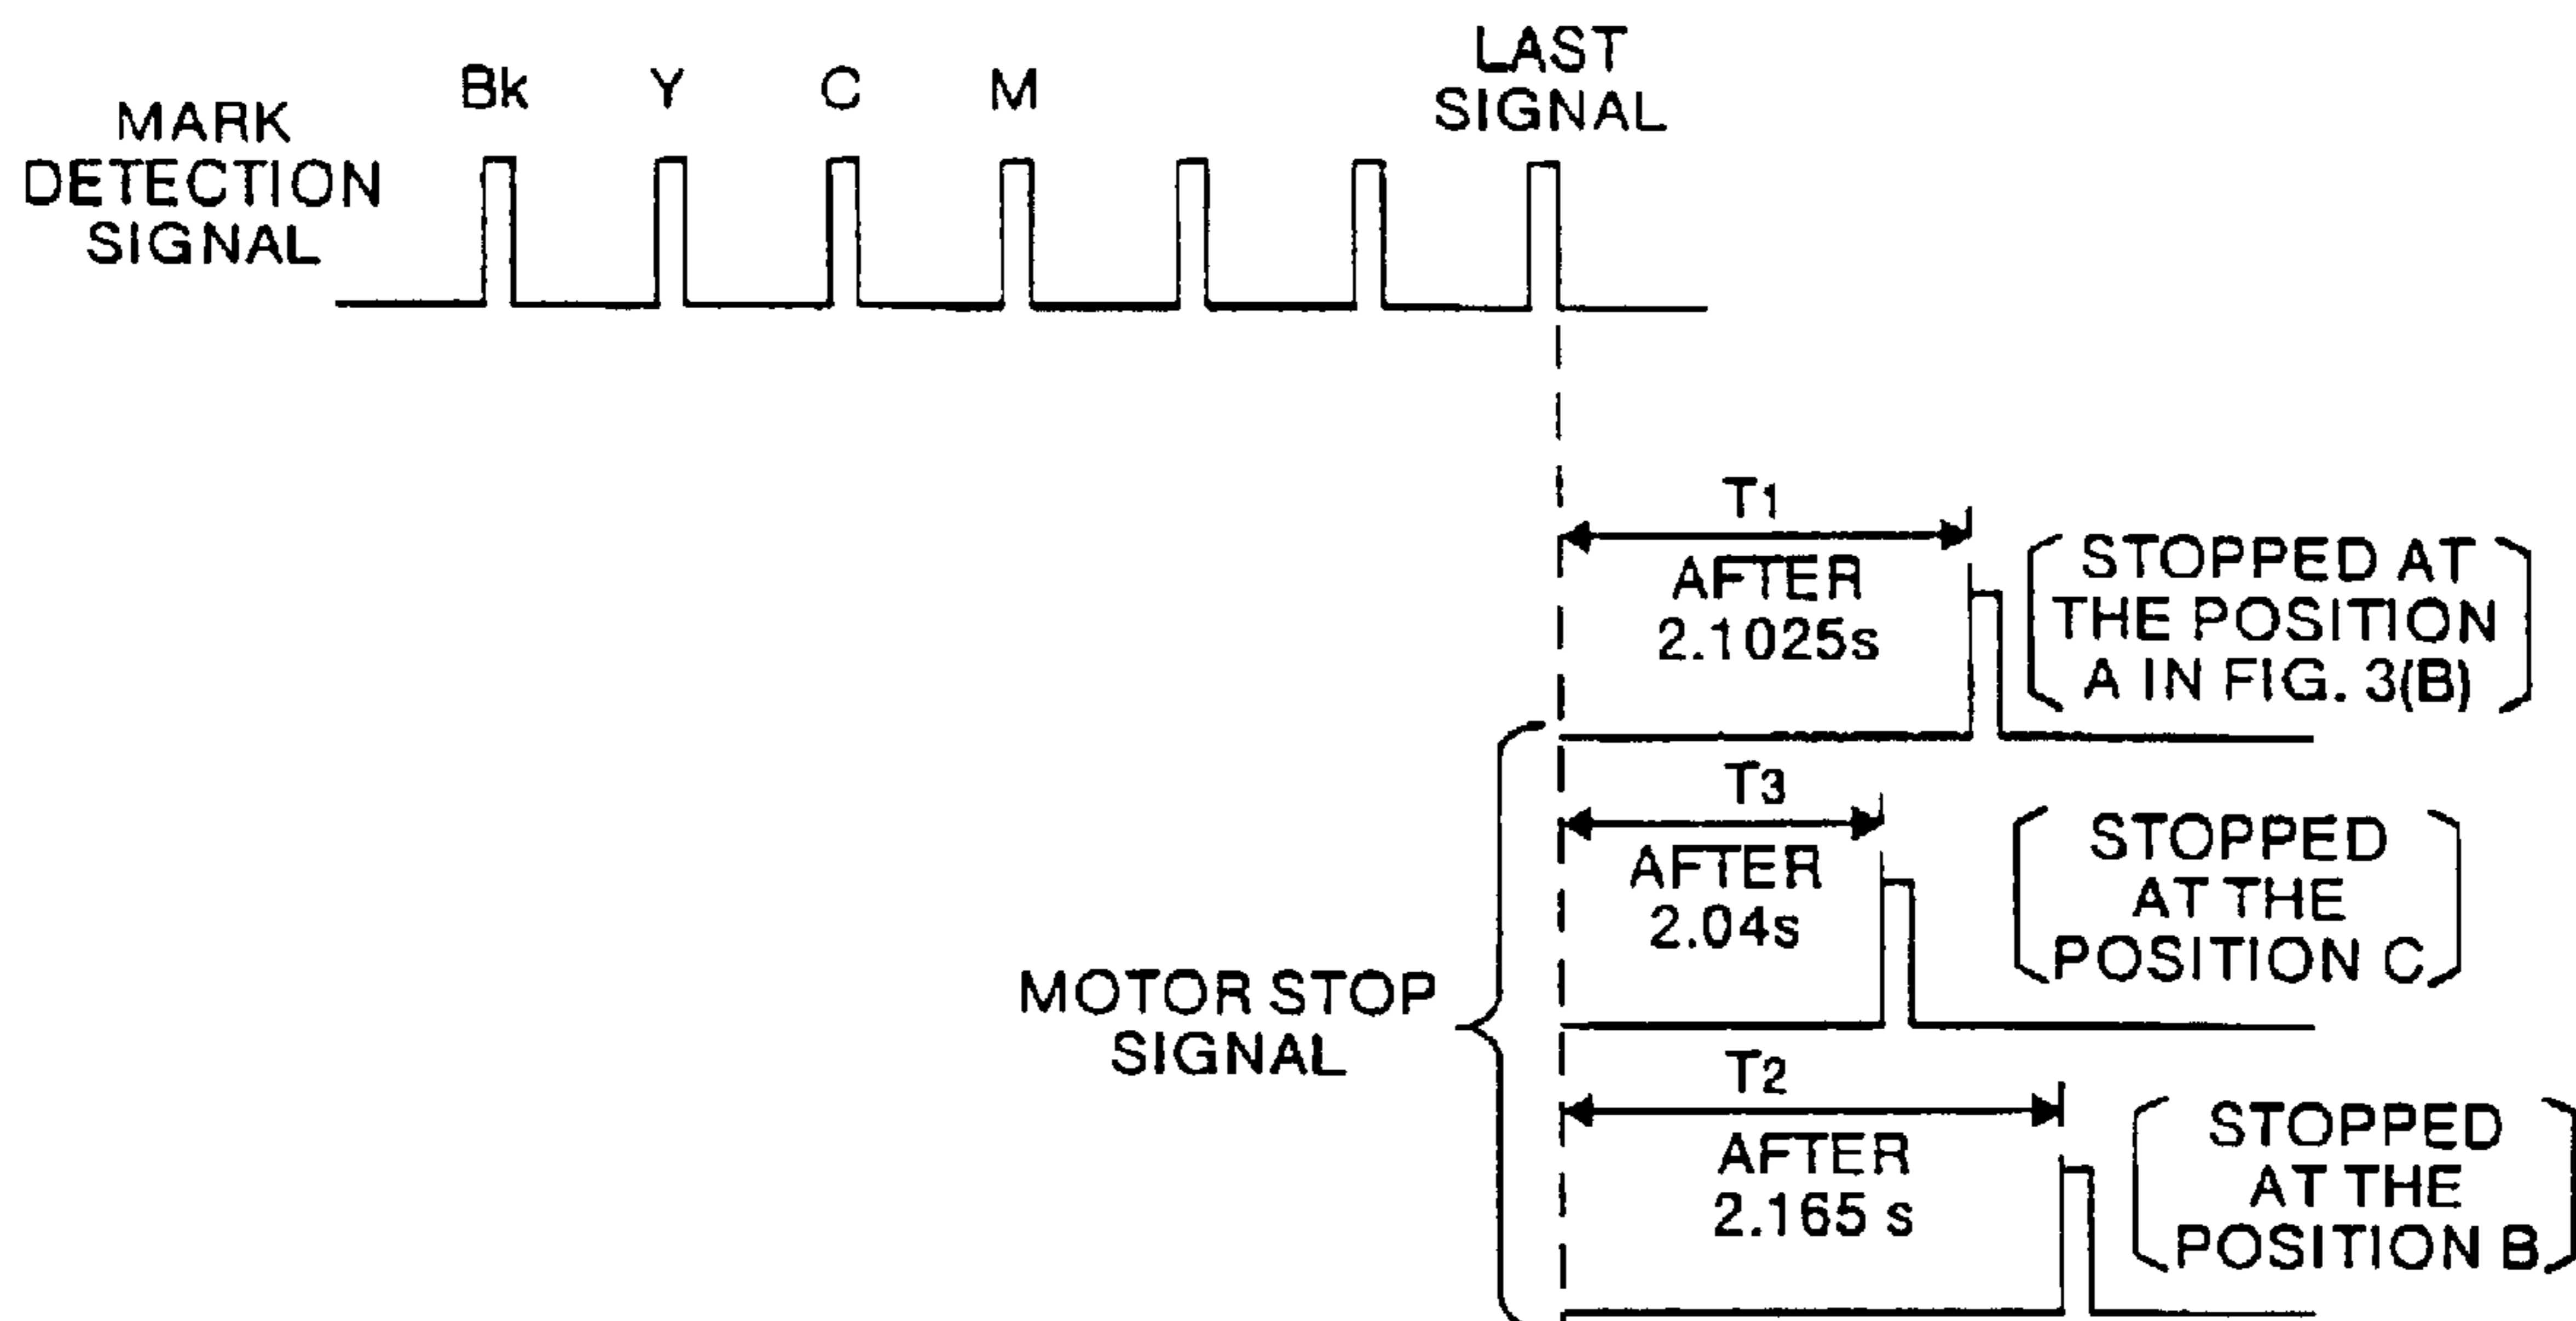 MARK
DETECTION
SIGNAL
Bk
Y
C
M
LAST
SIGNAL
T1
AFTER
2.1025s
STOPPED AT
THE POSITION
A IN FIG. 3(B)
T3
AFTER
2.04s
STOPPED
AT THE
POSITION C
MOTOR STOP
SIGNAL
T2
AFTER
2.165 s
STOPPED
AT THE
POSITION B